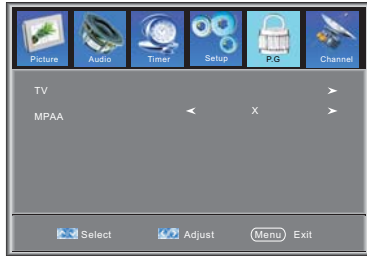 Picture Audio Timer Setup P.G Channel
TV
MPAA X
Select Adjust Menu Exit